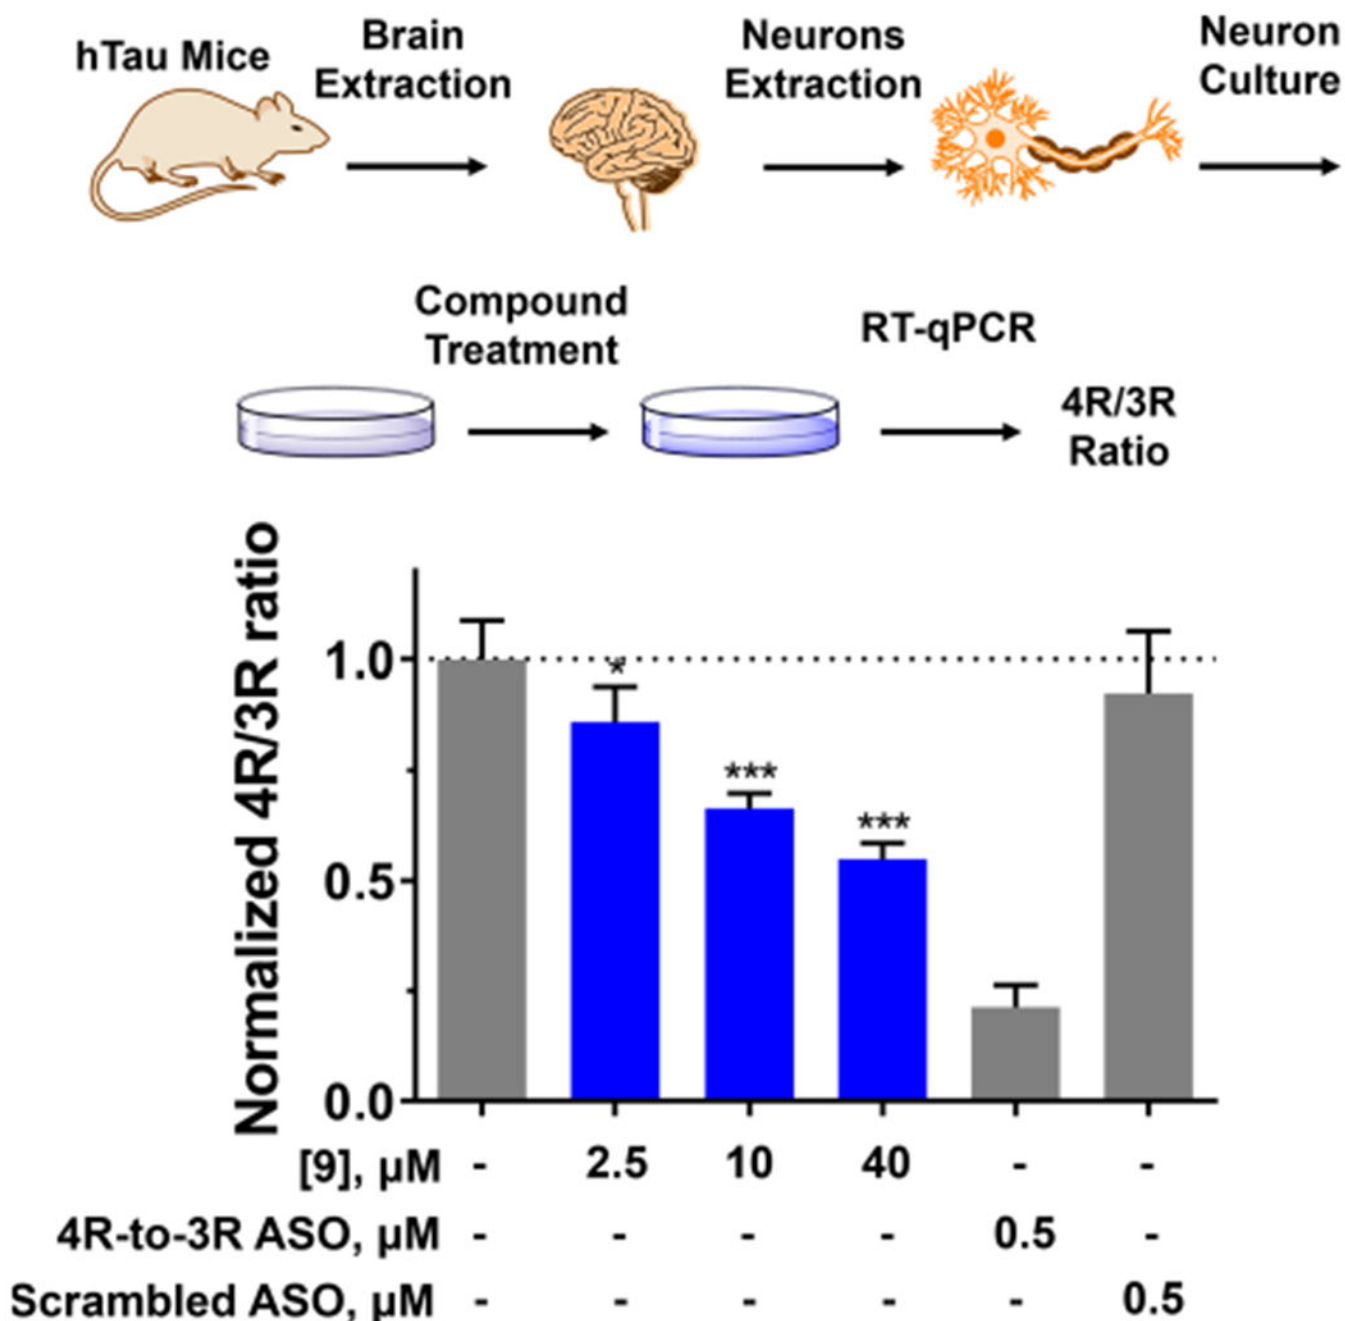 hTau Mice
Brain
Extraction
Neurons
Extraction
Neuron
Culture
Compound
Treatment
RT-qPCR
4R/3R
Ratio
Normalized 4R/3R ratio
1.0
0.5
0.0
*
***
***
[9], µM - 2.5 10 40 - -
4R-to-3R ASO, µM - - - - 0.5 -
Scrambled ASO, µM - - - - - 0.5